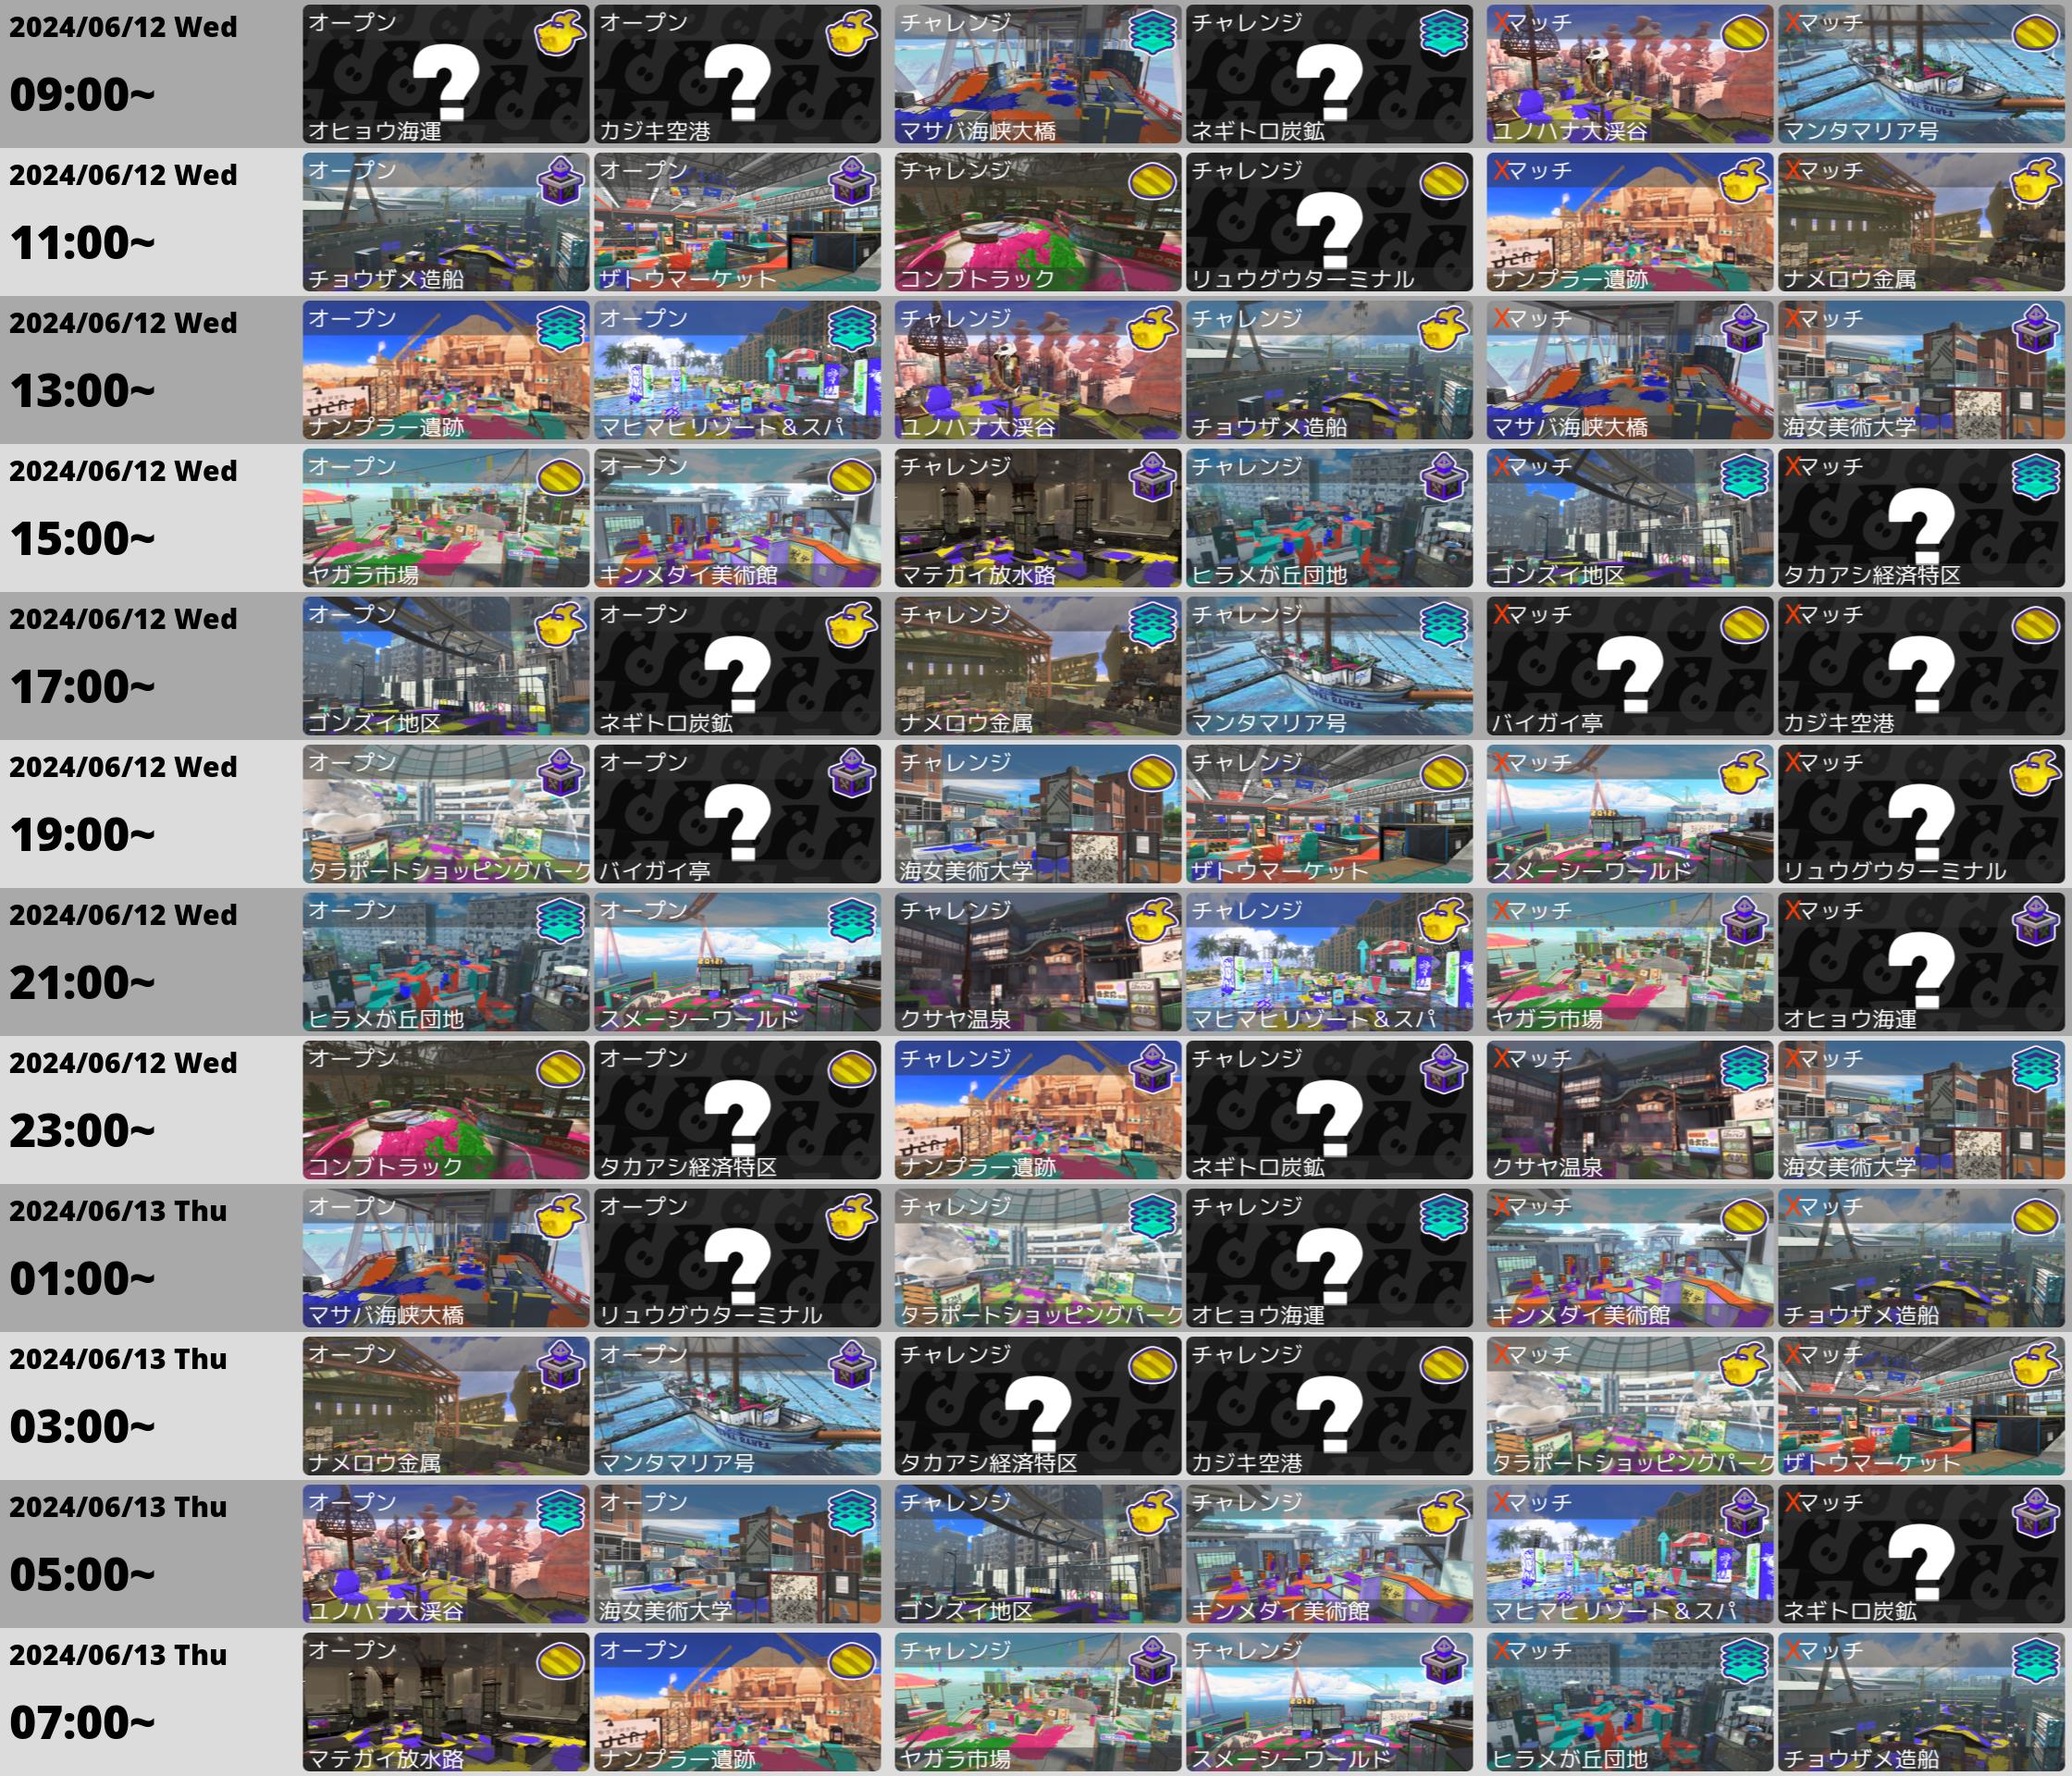 2024/06/12 Wed
09:00~
オープン オープン チャレンジ チャレンジ Xマッチ Xマッチ
オヒョウ海運 カジキ空港 マサバ海峡大橋 ネギトロ炭鉱 ユノハナ大渓谷 マンタマリア号
2024/06/12 Wed
11:00~
オープン オープン チャレンジ チャレンジ Xマッチ Xマッチ
チョウザメ造船 ザトウマーケット コンブトラック リュウグウターミナル ナンプラー遺跡 ナメロウ金属
2024/06/12 Wed
13:00~
オープン オープン チャレンジ チャレンジ Xマッチ Xマッチ
ナンプラー遺跡 マヒマヒリゾート＆スパ ユノハナ大渓谷 チョウザメ造船 マサバ海峡大橋 海女美術大学
2024/06/12 Wed
15:00~
オープン オープン チャレンジ チャレンジ Xマッチ Xマッチ
ヤガラ市場 キンメダイ美術館 マテガイ放水路 ヒラメが丘団地 ゴンズイ地区 タカアシ経済特区
2024/06/12 Wed
17:00~
オープン オープン チャレンジ チャレンジ Xマッチ Xマッチ
ゴンズイ地区 ネギトロ炭鉱 ナメロウ金属 マンタマリア号 バイガイ亭 カジキ空港
2024/06/12 Wed
19:00~
オープン オープン チャレンジ チャレンジ Xマッチ Xマッチ
タラポートショッピングパーク バイガイ亭 海女美術大学 ザトウマーケット スメーシーワールド リュウグウターミナル
2024/06/12 Wed
21:00~
オープン オープン チャレンジ チャレンジ Xマッチ Xマッチ
ヒラメが丘団地 スメーシーワールド クサヤ温泉 マヒマヒリゾート＆スパ ヤガラ市場 オヒョウ海運
2024/06/12 Wed
23:00~
オープン オープン チャレンジ チャレンジ Xマッチ Xマッチ
コンブトラック タカアシ経済特区 ナンプラー遺跡 ネギトロ炭鉱 クサヤ温泉 海女美術大学
2024/06/13 Thu
01:00~
オープン オープン チャレンジ チャレンジ Xマッチ Xマッチ
マサバ海峡大橋 リュウグウターミナル タラポートショッピングパーク オヒョウ海運 キンメダイ美術館 チョウザメ造船
2024/06/13 Thu
03:00~
オープン オープン チャレンジ チャレンジ Xマッチ Xマッチ
ナメロウ金属 マンタマリア号 タカアシ経済特区 カジキ空港 タラポートショッピングパーク ザトウマーケット
2024/06/13 Thu
05:00~
オープン オープン チャレンジ チャレンジ Xマッチ Xマッチ
ユノハナ大渓谷 海女美術大学 ゴンズイ地区 キンメダイ美術館 マヒマヒリゾート＆スパ ネギトロ炭鉱
2024/06/13 Thu
07:00~
オープン オープン チャレンジ チャレンジ Xマッチ Xマッチ
マテガイ放水路 ナンプラー遺跡 ヤガラ市場 スメーシーワールド ヒラメが丘団地 チョウザメ造船